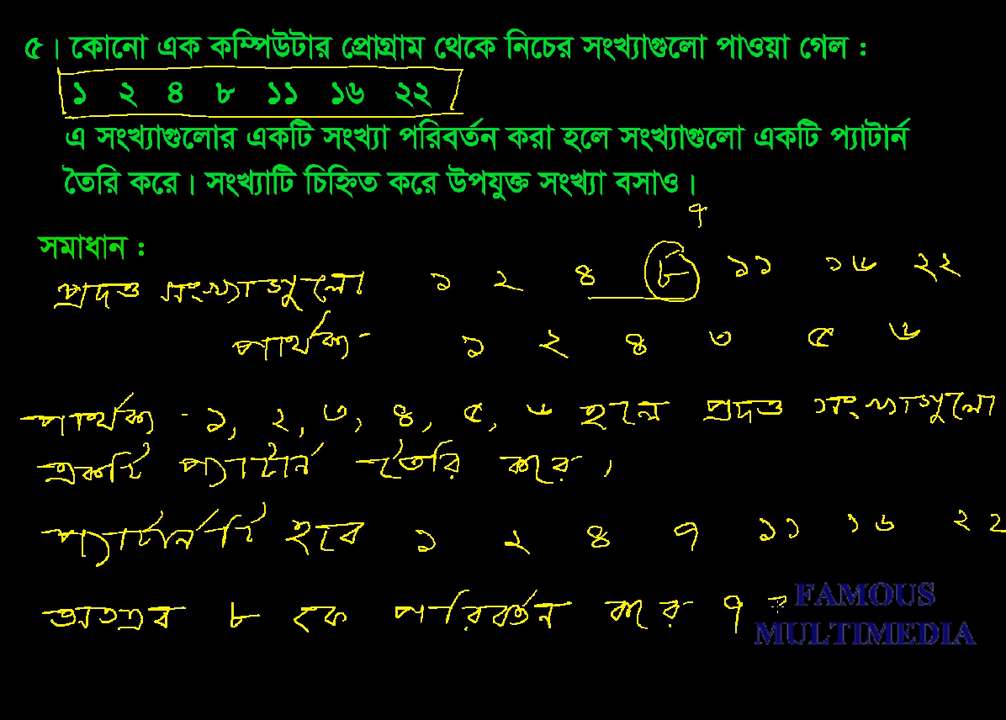 ৫। কোনো এক কম্পিউটার প্রোগ্রাম থেকে নিচের সংখ্যাগুলো পাওয়া গেল :
১ ২ ৪ ৮ ১১ ১৬ ২২
এ সংখ্যাগুলোর একটি সংখ্যা পরিবর্তন করা হলে সংখ্যাগুলো একটি প্যাটার্ন
তৈরি করে। সংখ্যাটি চিহ্নিত করে উপযুক্ত সংখ্যা বসাও।
সমাধান :
৭
প্রদত্ত সংখ্যাগুলো ১ ২ ৪ ৮ ১১ ১৬ ২২
পার্থক্য - ১ ২ ৪ ৩ ৫ ৬
পার্থক্য - ১, ২, ৩, ৪, ৫, ৬ হলে প্রদত্ত সংখ্যাগুলো
একটি প্যাটার্ন তৈরি করে।
প্যাটার্নটি হবে ১ ২ ৪ ৭ ১১ ১৬ ২২
অতএব ৮ কে পরিবর্তন করে ৭
FAMOUS
MULTIMEDIA